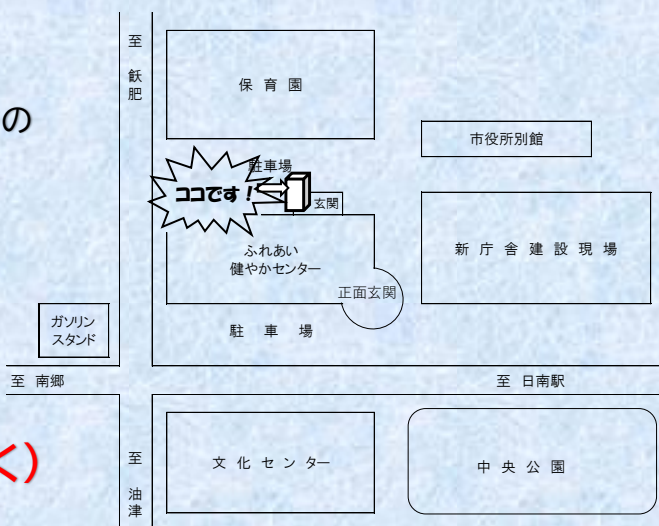 至 飫肥
保 育 園
の
市役所別館
駐車場
ココです！
玄関
新 庁 舎 建 設 現 場
ふれあい
健やかセンター
正面玄関
ガソリン
スタンド
駐 車 場
至 南郷
至 日南駅
く)
至 油津
文 化 セ ン タ ー
中 央 公 園